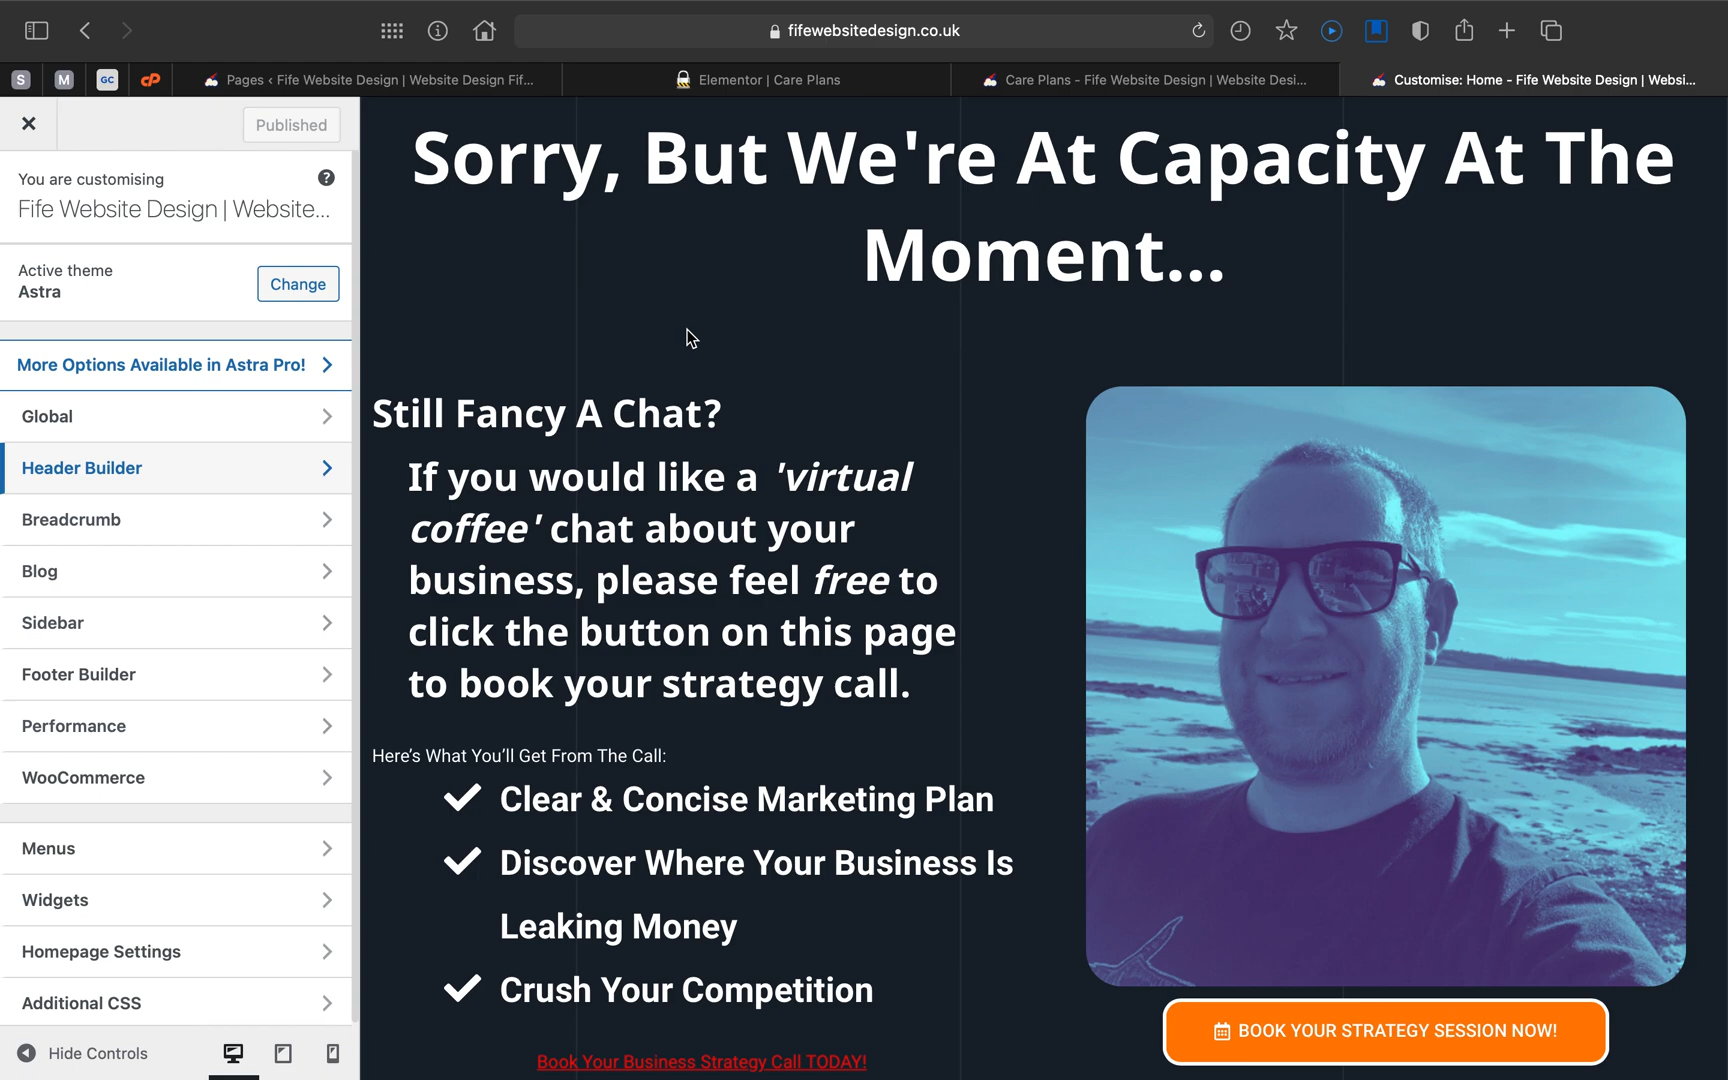 fifewebsitedesign.co.uk
S
M
GC
cP
Pages ‹ Fife Website Design | Website Design Fif...
Elementor | Care Plans
Care Plans - Fife Website Design | Website Desi...
Customise: Home - Fife Website Design | Websi...
Published
You are customising
Fife Website Design | Website...
Active theme
Astra
Change
More Options Available in Astra Pro!
Global
Header Builder
Breadcrumb
Blog
Sidebar
Footer Builder
Performance
WooCommerce
Menus
Widgets
Homepage Settings
Additional CSS
Hide Controls
Sorry, But We're At Capacity At The
Moment...
Still Fancy A Chat?
If you would like a 'virtual
coffee' chat about your
business, please feel free to
click the button on this page
to book your strategy call.
Here's What You'll Get From The Call:
Clear & Concise Marketing Plan
Discover Where Your Business Is
Leaking Money
Crush Your Competition
Book Your Business Strategy Call TODAY!
BOOK YOUR STRATEGY SESSION NOW!